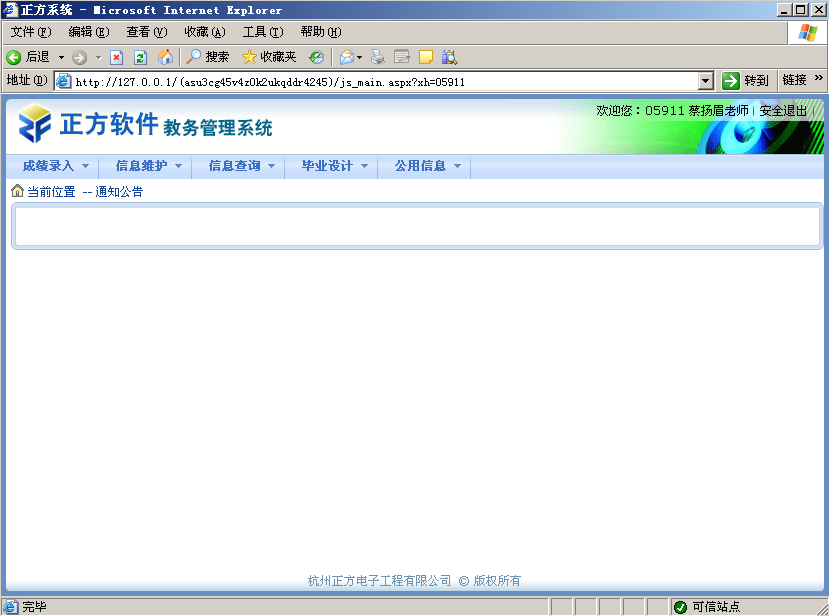 正方系统 - Microsoft Internet Explorer
文件(F) 编辑(E) 查看(V) 收藏(A) 工具(T) 帮助(H)
后退 搜索 收藏夹
地址(D) http://127.0.0.1/(asu3cg45v4z0k2ukqddr4245)/js_main.aspx?xh=05911 转到 链接 »
正方软件 教务管理系统 欢迎您：05911 蔡扬眉老师 | 安全退出
成绩录入 信息维护 信息查询 毕业设计 公用信息
当前位置 -- 通知公告
杭州正方电子工程有限公司 © 版权所有
完毕 可信站点